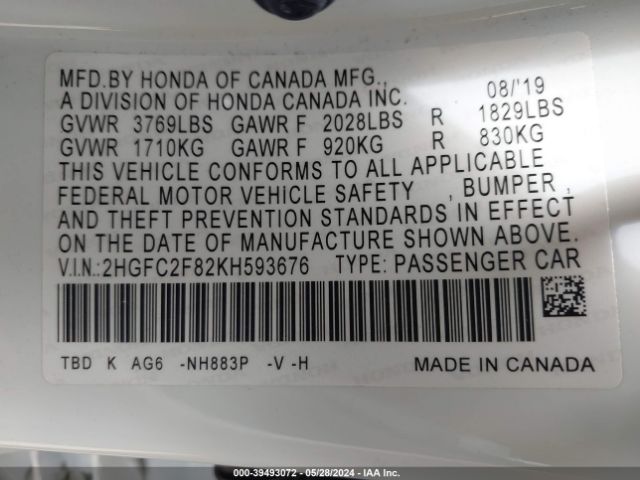 MFD.BY HONDA OF CANADA MFG., 08/'19
A DIVISION OF HONDA CANADA INC.
GVWR 3769LBS GAWR F 2028LBS R 1829LBS
GVWR 1710KG GAWR F 920KG R 830KG
THIS VEHICLE CONFORMS TO ALL APPLICABLE
FEDERAL MOTOR VEHICLE SAFETY , BUMPER ,
AND THEFT PREVENTION STANDARDS IN EFFECT
ON THE DATE OF MANUFACTURE SHOWN ABOVE.
V.I.N.:2HGFC2F82KH593676 TYPE: PASSENGER CAR
TBD K AG6 -NH883P -V -H MADE IN CANADA
000-39493072 - 05/28/2024 - IAA Inc.